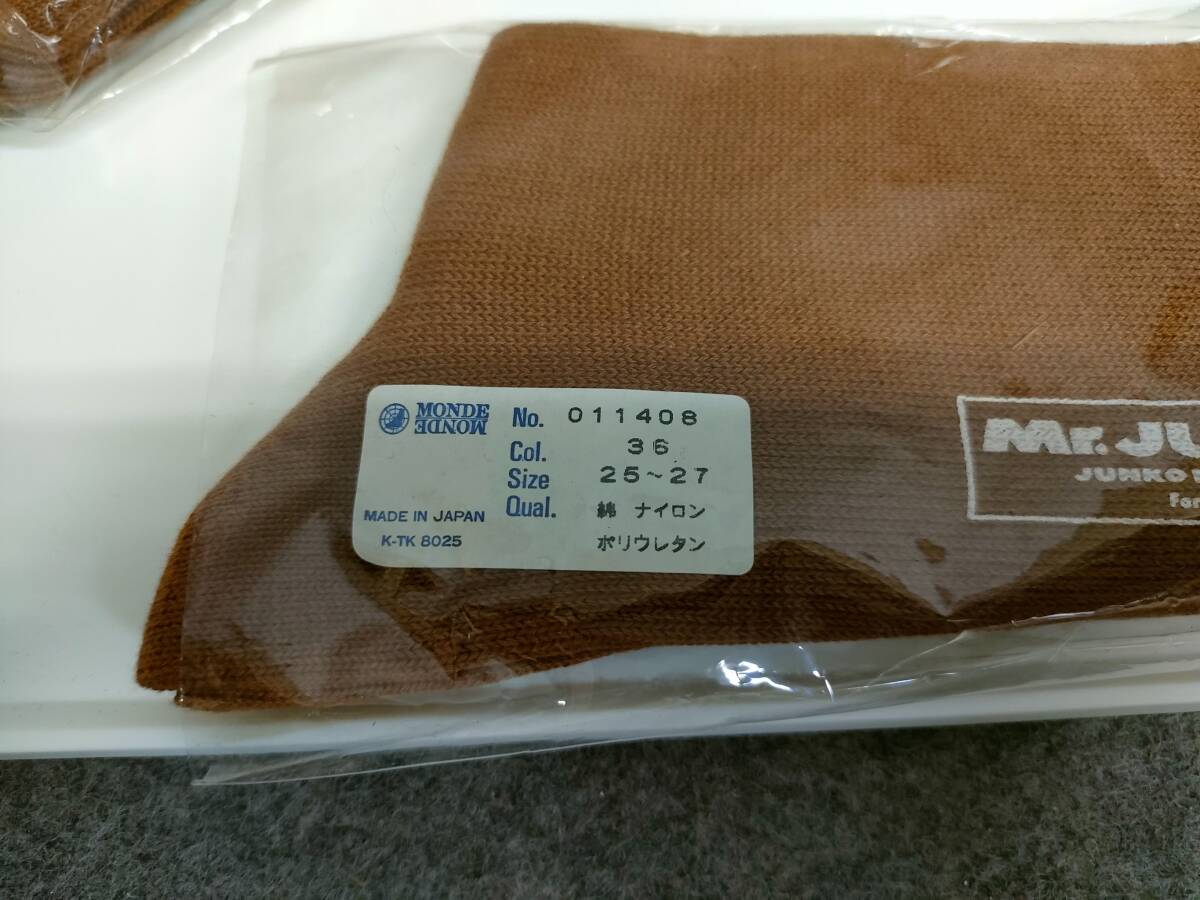 MONDE
MONDE
No. 011408
Col. 36
Size 25~27
Qual. 綿 ナイロン
ポリウレタン
MADE IN JAPAN
K-TK 8025
Mr. JU
JUNKO
For